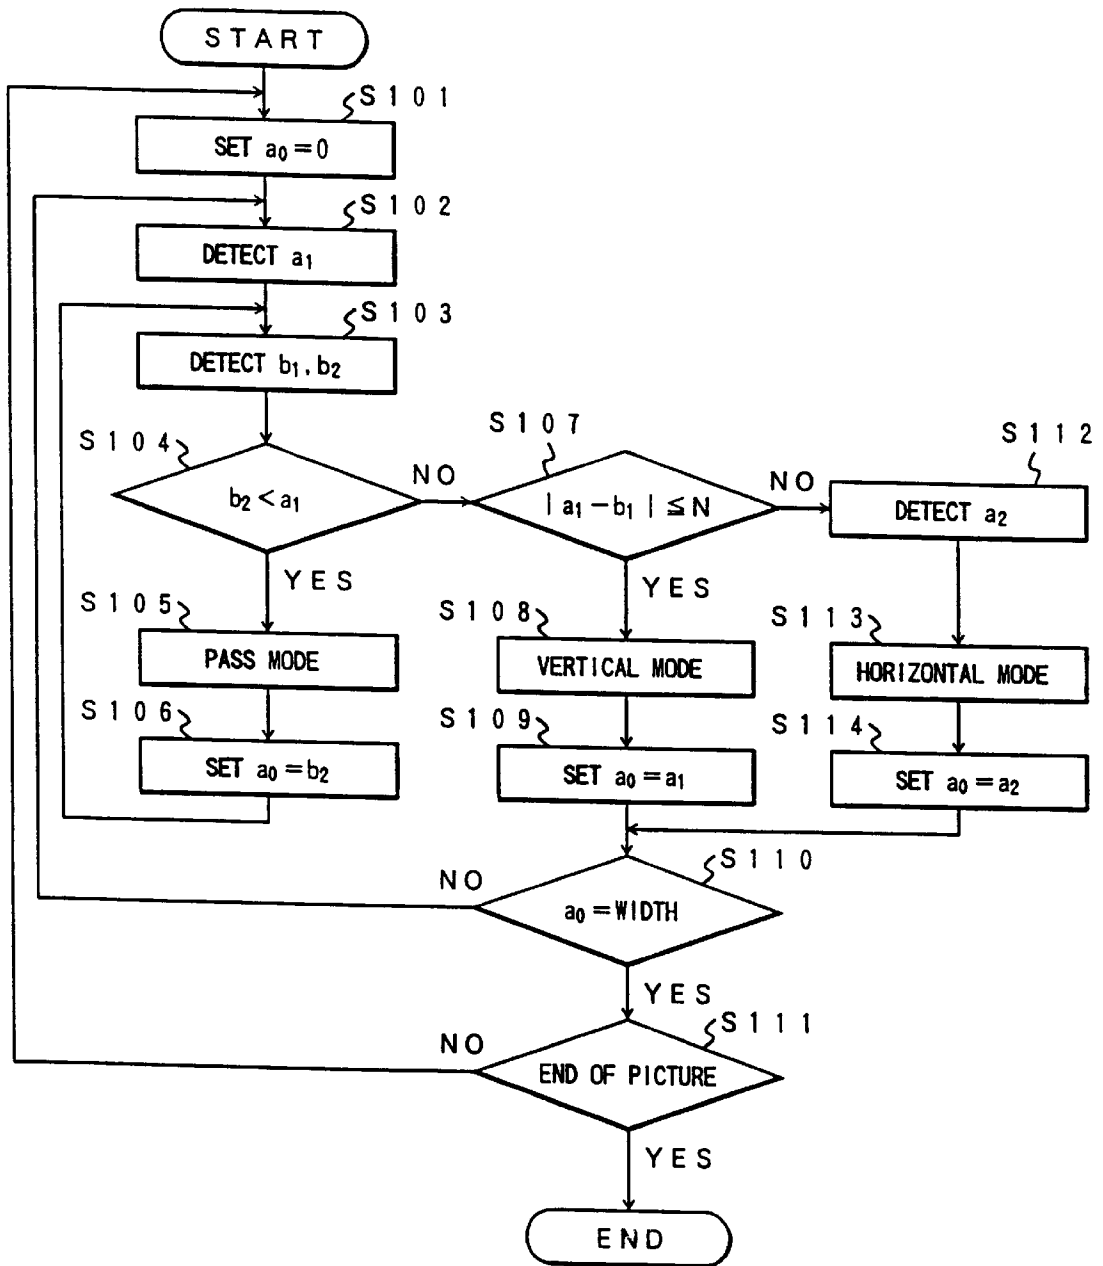 START
S101
SET a₀=0
S102
DETECT a₁
S103
DETECT b₁, b₂
S104
b₂<a₁
NO
YES
S105
PASS MODE
S106
SET a₀=b₂
S107
|a₁-b₁|≦N
NO
YES
S108
VERTICAL MODE
S109
SET a₀=a₁
S112
DETECT a₂
S113
HORIZONTAL MODE
S114
SET a₀=a₂
S110
a₀=WIDTH
NO
YES
S111
END OF PICTURE
NO
YES
END